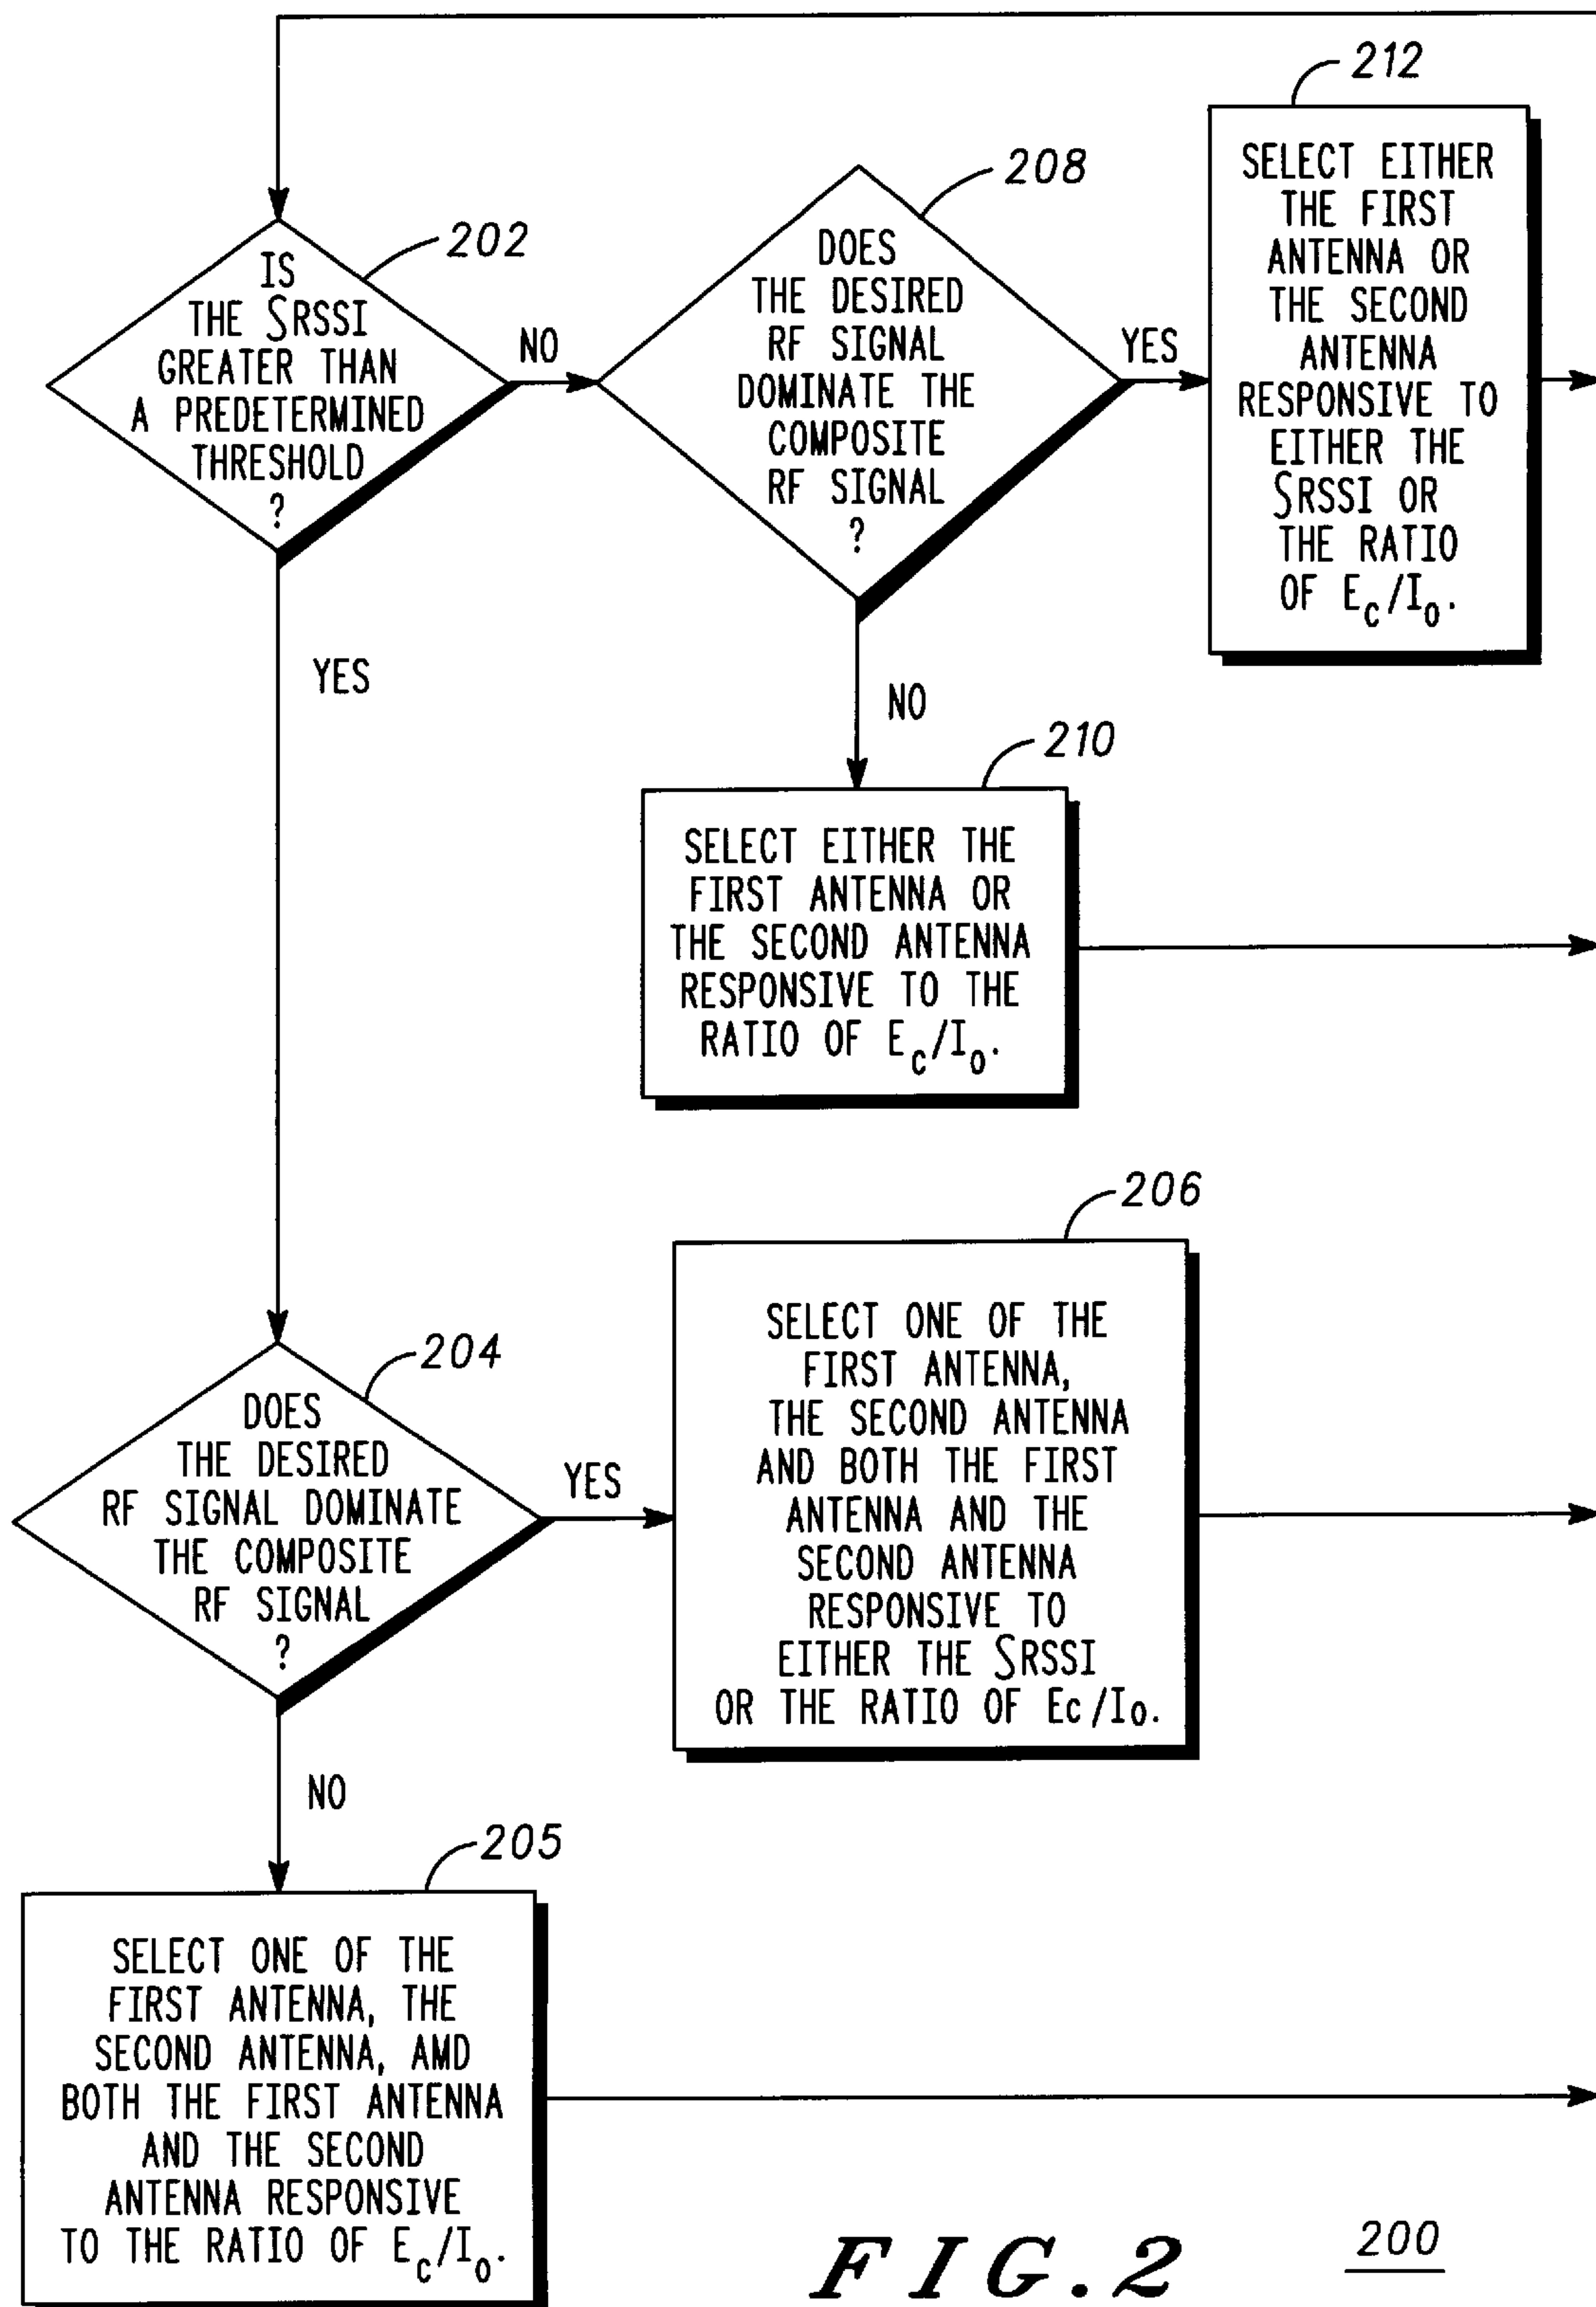 212
SELECT EITHER
THE FIRST
ANTENNA OR
THE SECOND
ANTENNA
RESPONSIVE TO
EITHER THE
SRSSI OR
THE RATIO
OF Ec/Io.
208
DOES
THE DESIRED
RF SIGNAL
DOMINATE THE
COMPOSITE
RF SIGNAL
?
YES
NO
202
IS
THE SRSSI
GREATER THAN
A PREDETERMINED
THRESHOLD
?
NO
YES
210
SELECT EITHER THE
FIRST ANTENNA OR
THE SECOND ANTENNA
RESPONSIVE TO THE
RATIO OF Ec/Io.
206
SELECT ONE OF THE
FIRST ANTENNA,
THE SECOND ANTENNA
AND BOTH THE FIRST
ANTENNA AND THE
SECOND ANTENNA
RESPONSIVE TO
EITHER THE SRSSI
OR THE RATIO OF Ec/Io.
204
DOES
THE DESIRED
RF SIGNAL DOMINATE
THE COMPOSITE
RF SIGNAL
?
YES
NO
205
SELECT ONE OF THE
FIRST ANTENNA, THE
SECOND ANTENNA, AMD
BOTH THE FIRST ANTENNA
AND THE SECOND
ANTENNA RESPONSIVE
TO THE RATIO OF Ec/Io.
FIG.2
200